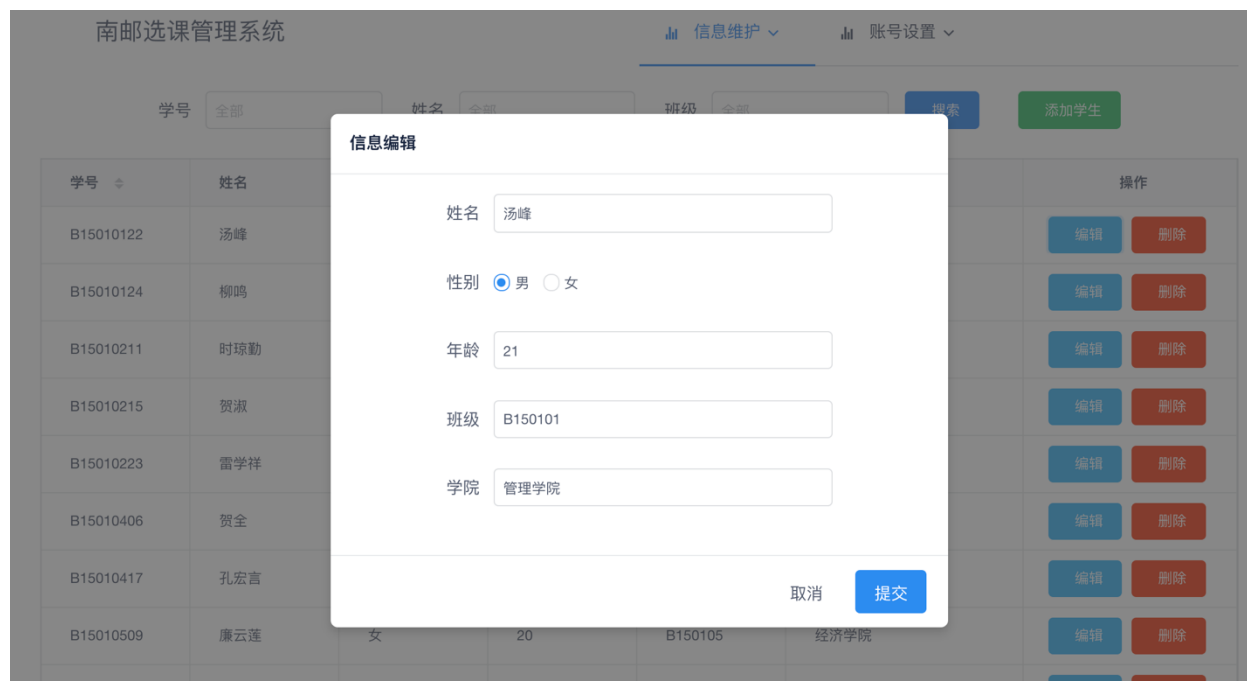 南邮选课管理系统
信息维护
账号设置
学号 全部 姓名 全部 班级 全部 搜索 添加学生
信息编辑
学号 姓名 操作
姓名 汤峰
性别 男 女
年龄 21
班级 B150101
学院 管理学院
取消 提交
B15010122 汤峰 编辑 删除
B15010124 柳鸣 编辑 删除
B15010211 时琼勤 编辑 删除
B15010215 贺淑 编辑 删除
B15010223 雷学祥 编辑 删除
B15010406 贺全 编辑 删除
B15010417 孔宏言 编辑 删除
B15010509 廉云莲 女 20 B150105 经济学院 编辑 删除